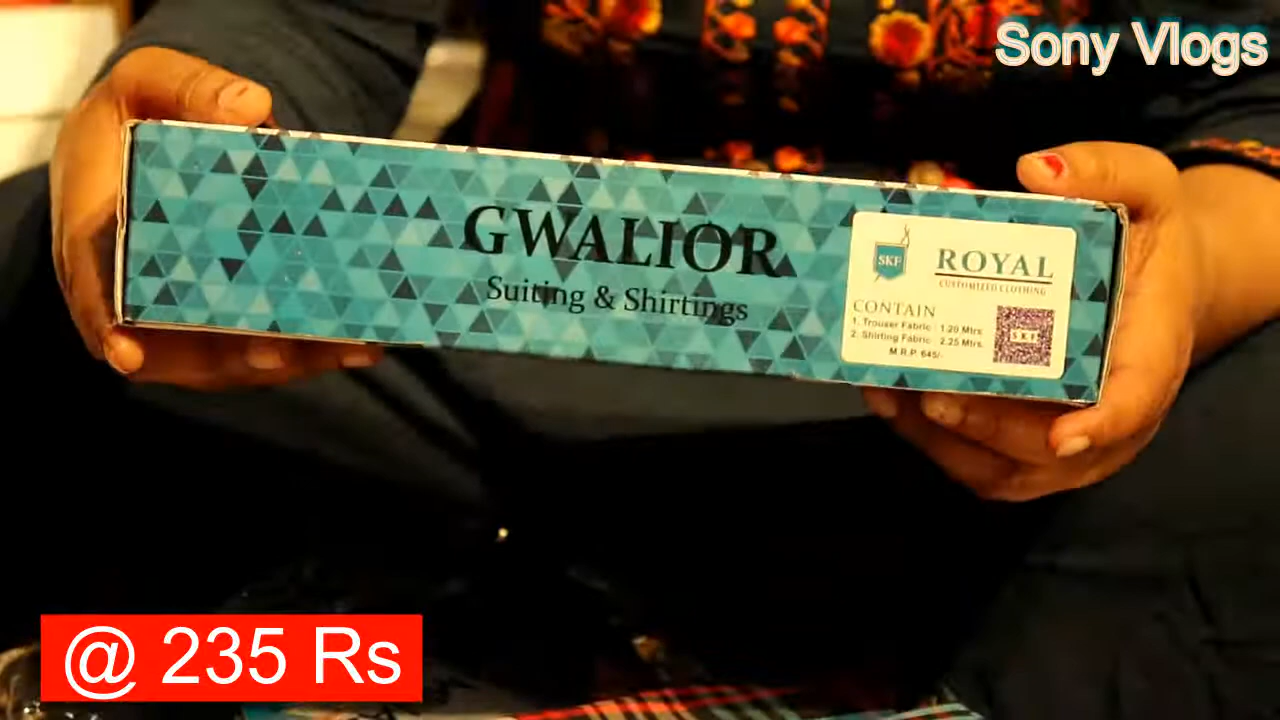 Sony Vlogs
GWALIOR
Suiting & Shirtings
SKF
ROYAL
CUSTOMIZED CLOTHING
CONTAIN
1. Trouser Fabric : 1.20 Mtrs.
2. Shirting Fabric : 2.25 Mtrs.
M.R.P. 645/-
SKF
@ 235 Rs